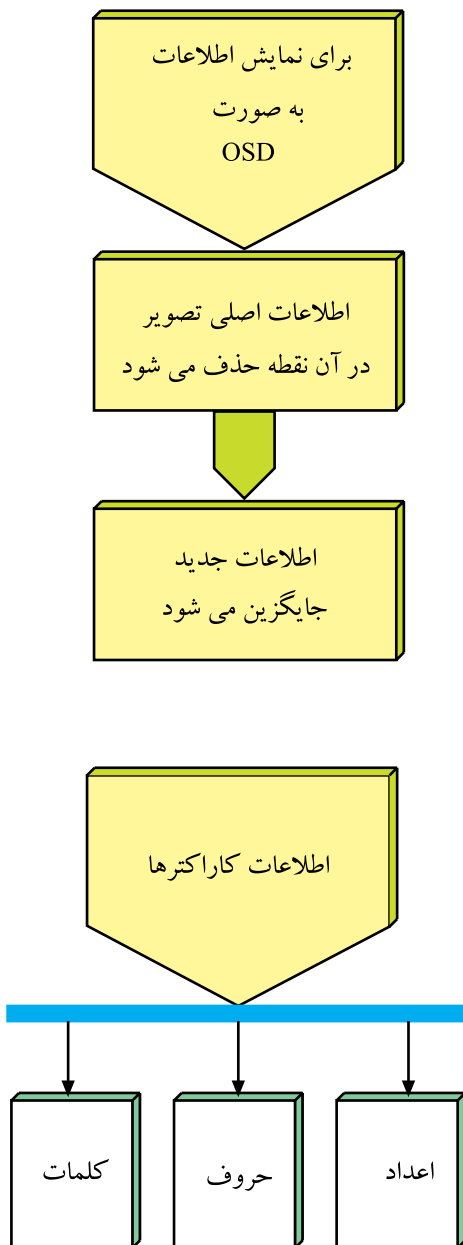 برای نمایش اطلاعات
به صورت
OSD
اطلاعات اصلی تصویر
در آن نقطه حذف می شود
اطلاعات جدید
جایگزین می شود
اطلاعات کاراکترها
اعداد
حروف
کلمات